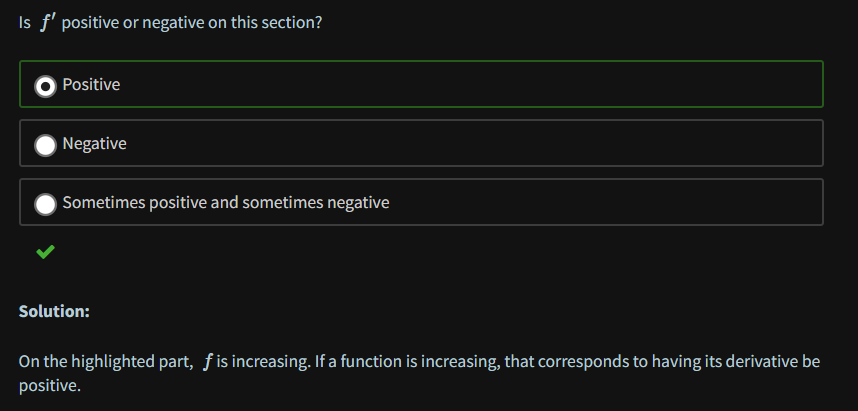 Is f' positive or negative on this section?
Positive
Negative
Sometimes positive and sometimes negative
Solution:
On the highlighted part, f is increasing. If a function is increasing, that corresponds to having its derivative be
positive.